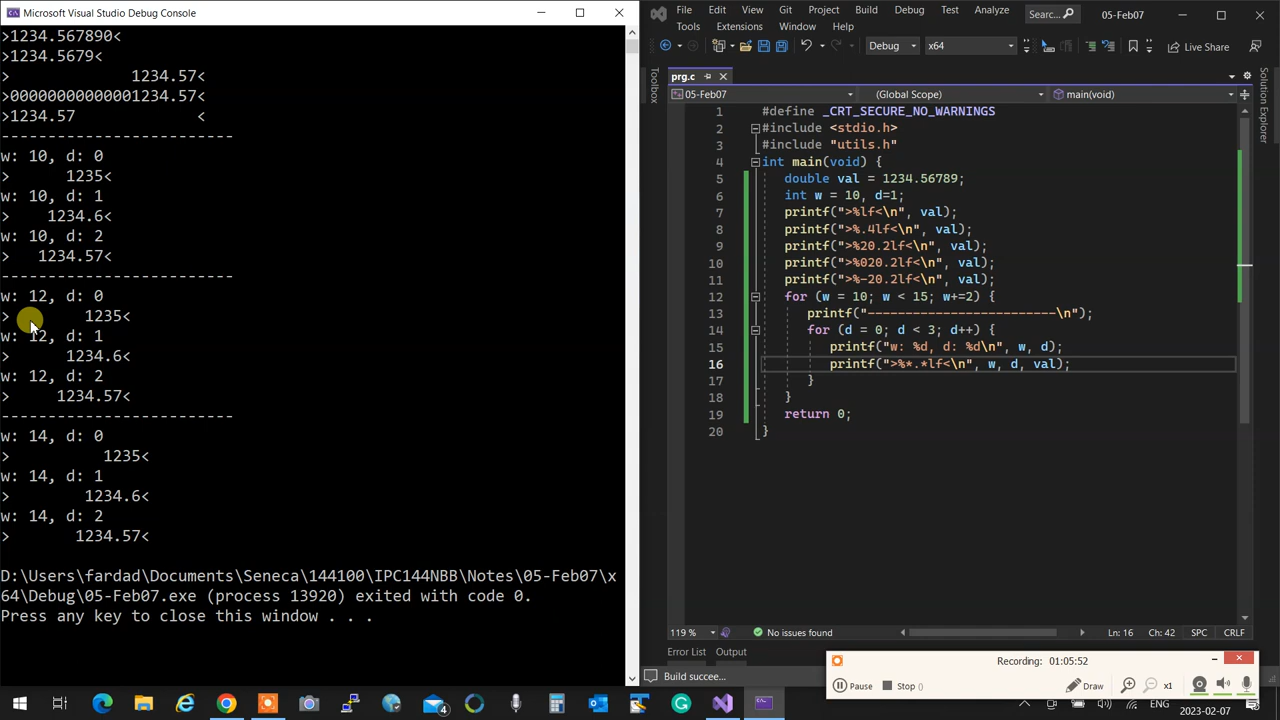 Microsoft Visual Studio Debug Console
>1234.567890<
>1234.5679<
>             1234.57<
>00000000000001234.57<
>1234.57             <
-------------------------
w: 10, d: 0
>      1235<
w: 10, d: 1
>    1234.6<
w: 10, d: 2
>   1234.57<
-------------------------
w: 12, d: 0
>        1235<
w: 12, d: 1
>      1234.6<
w: 12, d: 2
>     1234.57<
-------------------------
w: 14, d: 0
>          1235<
w: 14, d: 1
>        1234.6<
w: 14, d: 2
>       1234.57<
D:\Users\fardad\Documents\Seneca\144100\IPC144NBB\Notes\05-Feb07\x
64\Debug\05-Feb07.exe (process 13920) exited with code 0.
Press any key to close this window . . .
File Edit View Git Project Build Debug Test Analyze
Tools Extensions Window Help
Searc...
05-Feb07
Debug x64
Live Share
Toolbox
Solution Explorer
prg.c
05-Feb07 (Global Scope) main(void)
1 #define _CRT_SECURE_NO_WARNINGS
2 #include <stdio.h>
3 #include "utils.h"
4 int main(void) {
5 double val = 1234.56789;
6 int w = 10, d=1;
7 printf(">%lf<\n", val);
8 printf(">%.4lf<\n", val);
9 printf(">%20.2lf<\n", val);
10 printf(">%020.2lf<\n", val);
11 printf(">%-20.2lf<\n", val);
12 for (w = 10; w < 15; w+=2) {
13 printf("-------------------------\n");
14 for (d = 0; d < 3; d++) {
15 printf("w: %d, d: %d\n", w, d);
16 printf(">%*.*lf<\n", w, d, val);
17 }
18 }
19 return 0;
20 }
119 % No issues found Ln: 16 Ch: 42 SPC CRLF
Error List Output
Build succee...
Recording: 01:05:52
Pause Stop Draw x1
4
ENG 7:33 PM
2023-02-07